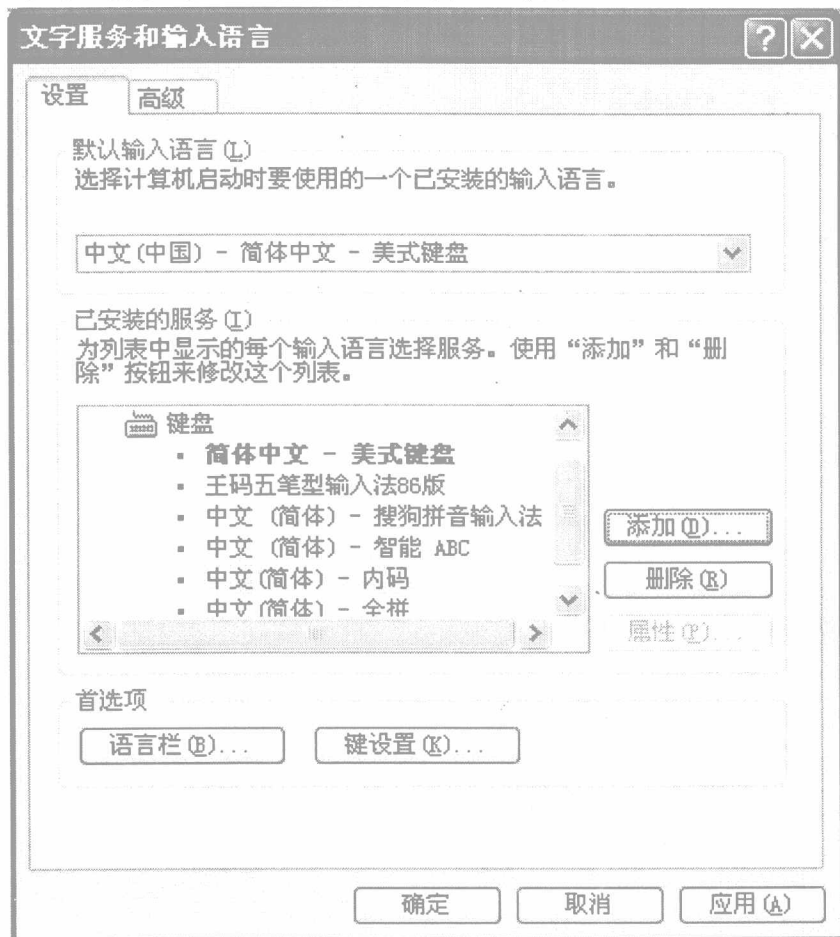 文字服务和输入语言
设置 高级
默认输入语言(L)
选择计算机启动时要使用的一个已安装的输入语言。
中文(中国) - 简体中文 - 美式键盘
已安装的服务(I)
为列表中显示的每个输入语言选择服务。使用“添加”和“删
除”按钮来修改这个列表。
键盘
简体中文 - 美式键盘
王码五笔型输入法86版
中文 (简体) - 搜狗拼音输入法
中文 (简体) - 智能 ABC
中文(简体) - 内码
中文(简体) - 全拼
添加(D)...
删除(R)
属性(P)...
首选项
语言栏(B)... 键设置(K)...
确定 取消 应用(A)